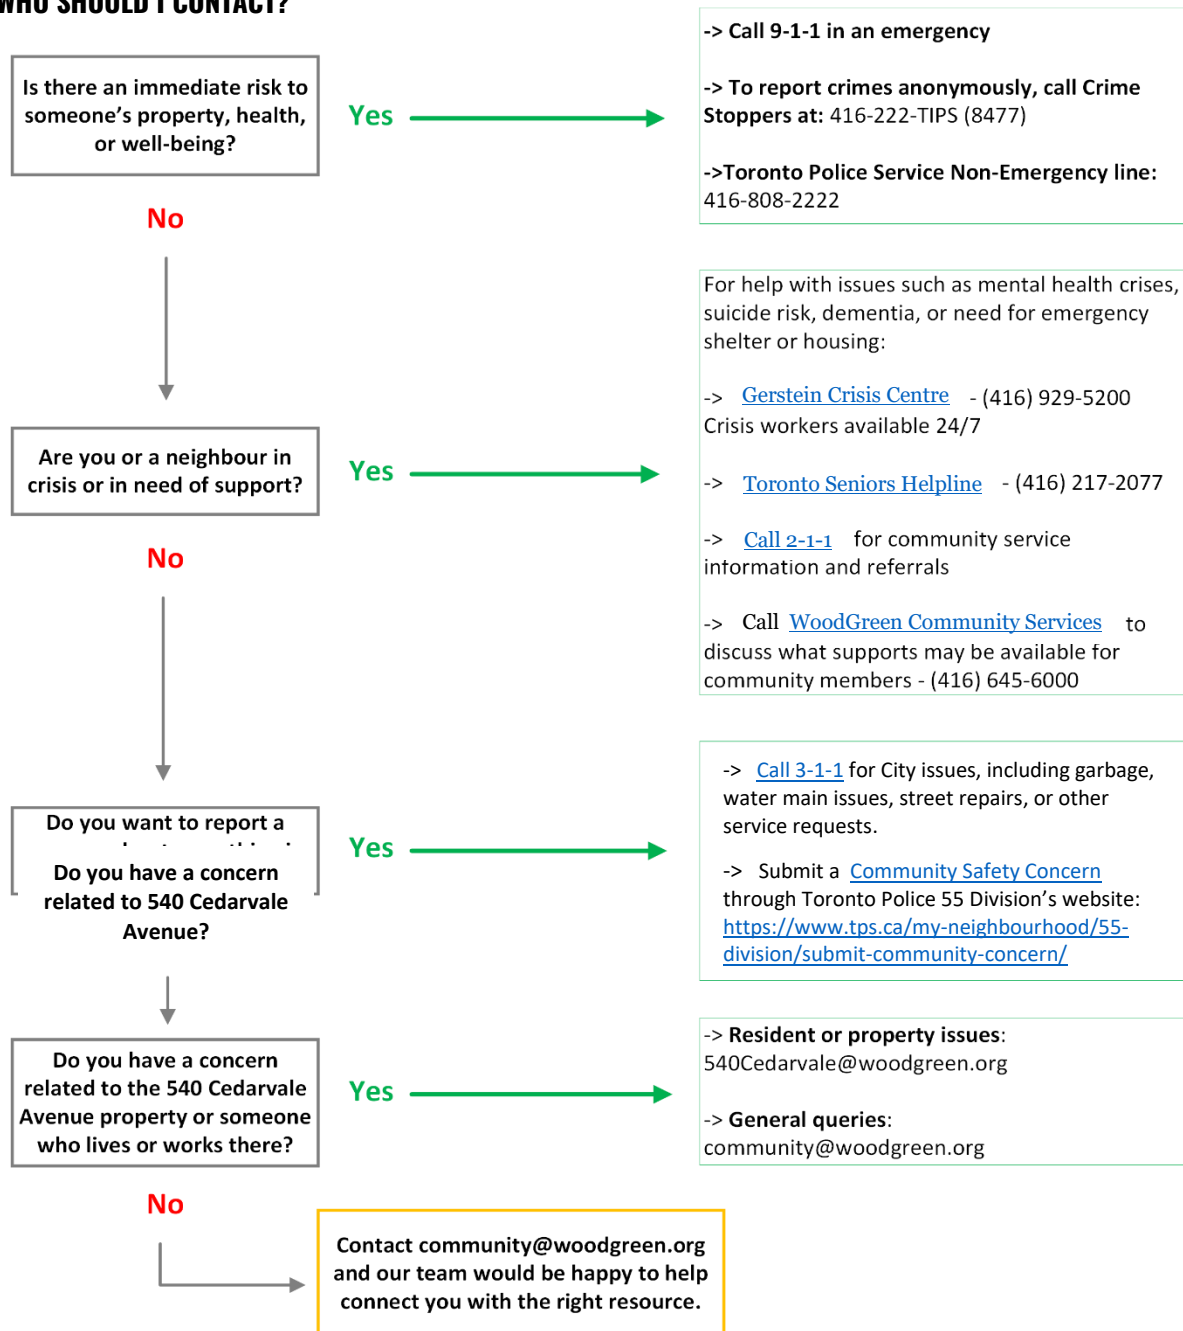 WHO SHOULD I CONTACT?
Is there an immediate risk to
someone's property, health,
or well-being?
Yes
-> Call 9-1-1 in an emergency
-> To report crimes anonymously, call Crime
Stoppers at: 416-222-TIPS (8477)
->Toronto Police Service Non-Emergency line:
416-808-2222
No
Are you or a neighbour in
crisis or in need of support?
Yes
For help with issues such as mental health crises,
suicide risk, dementia, or need for emergency
shelter or housing:
-> Gerstein Crisis Centre - (416) 929-5200
Crisis workers available 24/7
-> Toronto Seniors Helpline - (416) 217-2077
-> Call 2-1-1 for community service
information and referrals
-> Call WoodGreen Community Services to
discuss what supports may be available for
community members - (416) 645-6000
No
Do you want to report a
Do you have a concern
related to 540 Cedarvale
Avenue?
Yes
-> Call 3-1-1 for City issues, including garbage,
water main issues, street repairs, or other
service requests.
-> Submit a Community Safety Concern
through Toronto Police 55 Division's website:
https://www.tps.ca/my-neighbourhood/55-
division/submit-community-concern/
Do you have a concern
related to the 540 Cedarvale
Avenue property or someone
who lives or works there?
Yes
-> Resident or property issues:
540Cedarvale@woodgreen.org
-> General queries:
community@woodgreen.org
No
Contact community@woodgreen.org
and our team would be happy to help
connect you with the right resource.